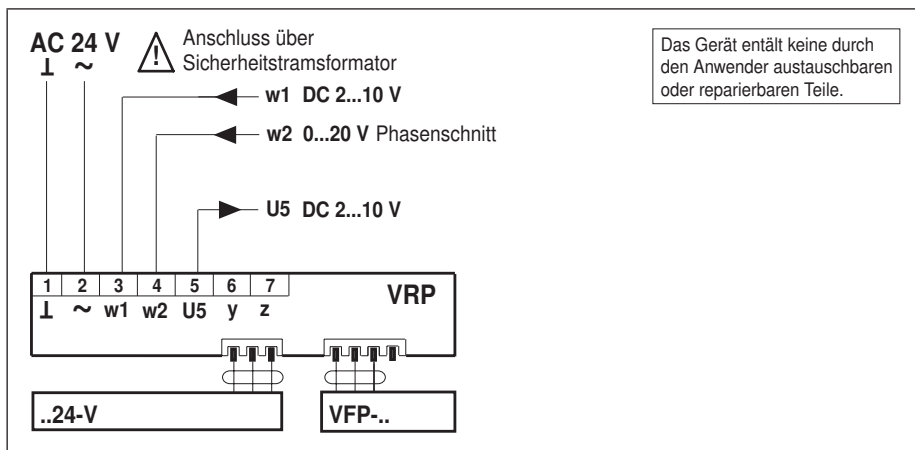 AC 24 V
⊥ ~
Anschluss über
Sicherheitstramsformator
w1 DC 2...10 V
w2 0...20 V Phasenschnitt
U5 DC 2...10 V
Das Gerät entält keine durch
den Anwender austauschbaren
oder reparierbaren Teile.
1 2 3 4 5 6 7
⊥ ~ w1 w2 U5 y z
VRP
..24-V
VFP-..